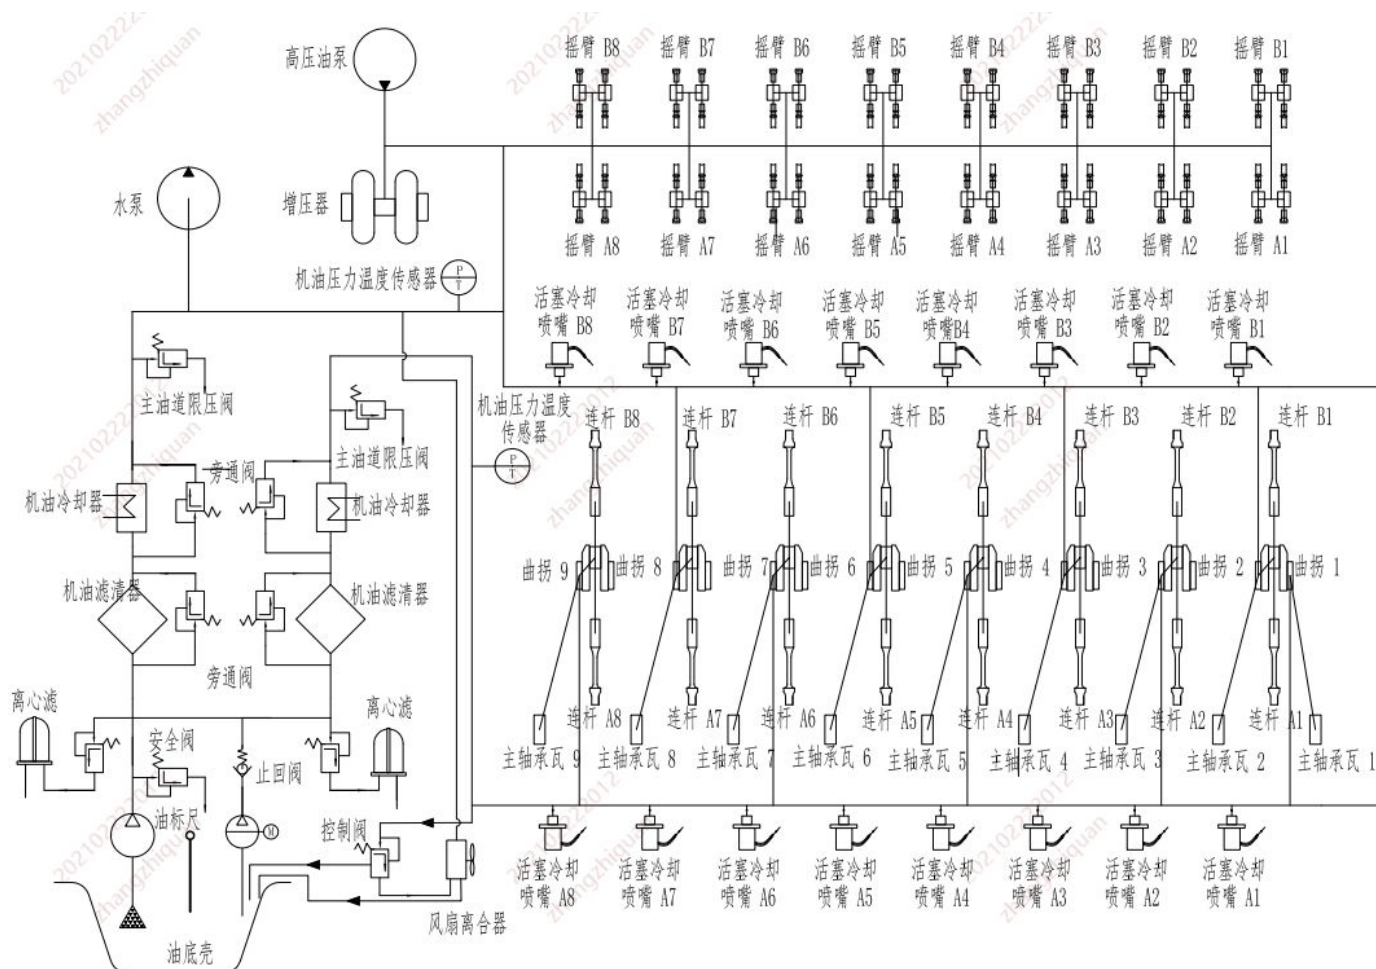 摇臂 B8
摇臂 B7
摇臂 B6
摇臂 B5
摇臂 B4
摇臂 B3
摇臂 B2
摇臂 B1
高压油泵
水泵
增压器
摇臂 A8
摇臂 A7
摇臂 A6
摇臂 A5
摇臂 A4
摇臂 A3
摇臂 A2
摇臂 A1
机油压力温度传感器
P
T
活塞冷却
喷嘴 B8
活塞冷却
喷嘴 B7
活塞冷却
喷嘴 B6
活塞冷却
喷嘴 B5
活塞冷却
喷嘴B4
活塞冷却
喷嘴 B3
活塞冷却
喷嘴 B2
活塞冷却
喷嘴 B1
主油道限压阀
主油道限压阀
机油压力温度
传感器
P
T
连杆 B8
连杆 B7
连杆 B6
连杆 B5
连杆 B4
连杆 B3
连杆 B2
连杆 B1
旁通阀
机油冷却器
机油冷却器
曲拐 9
曲拐 8
曲拐 7
曲拐 6
曲拐 5
曲拐 4
曲拐 3
曲拐 2
曲拐 1
机油滤清器
机油滤清器
旁通阀
离心滤
离心滤
连杆 A8
连杆 A7
连杆 A6
连杆 A5
连杆 A4
连杆 A3
连杆 A2
连杆 A1
主轴承瓦 9
主轴承瓦 8
主轴承瓦 7
主轴承瓦 6
主轴承瓦 5
主轴承瓦 4
主轴承瓦 3
主轴承瓦 2
主轴承瓦 1
安全阀
止回阀
油标尺
M
控制阀
活塞冷却
喷嘴 A8
活塞冷却
喷嘴 A7
活塞冷却
喷嘴 A6
活塞冷却
喷嘴 A5
活塞冷却
喷嘴 A4
活塞冷却
喷嘴 A3
活塞冷却
喷嘴 A2
活塞冷却
喷嘴 A1
风扇离合器
油底壳
202102222012
zhangzhiquan